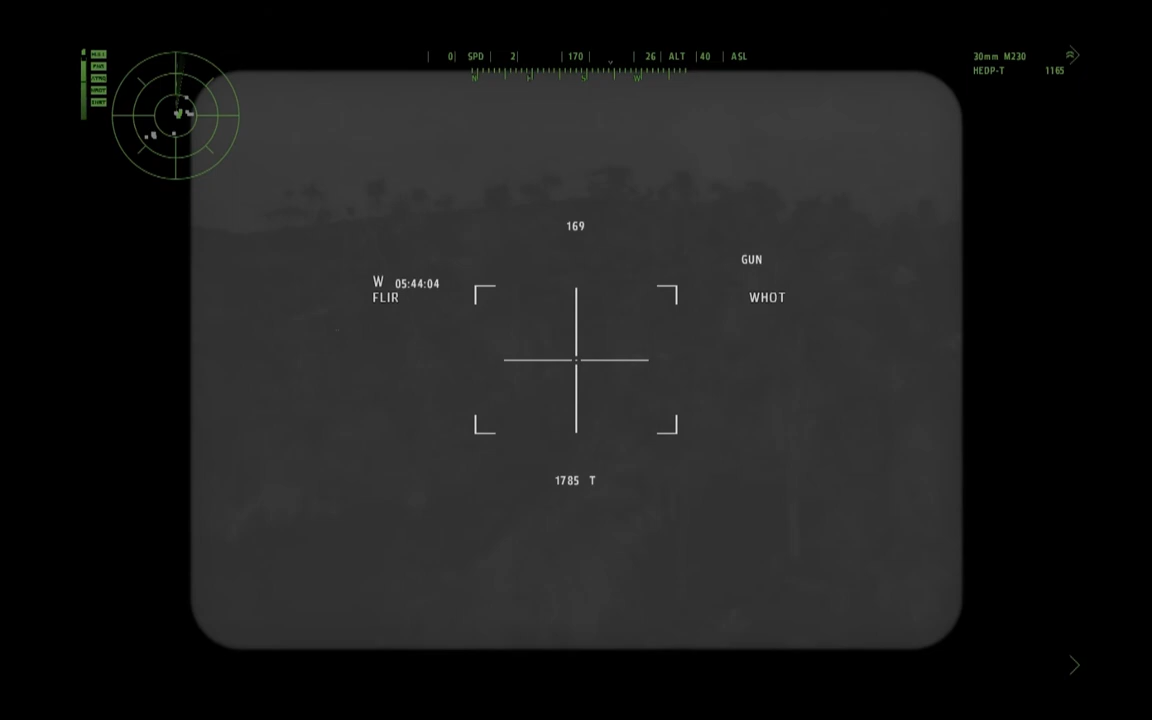 0 SPD 2 170 26 ALT 40 ASL
30mm M230
HEDP-T 1165
N W
169
GUN
W 05:44:04
FLIR
WHOT
1785 T